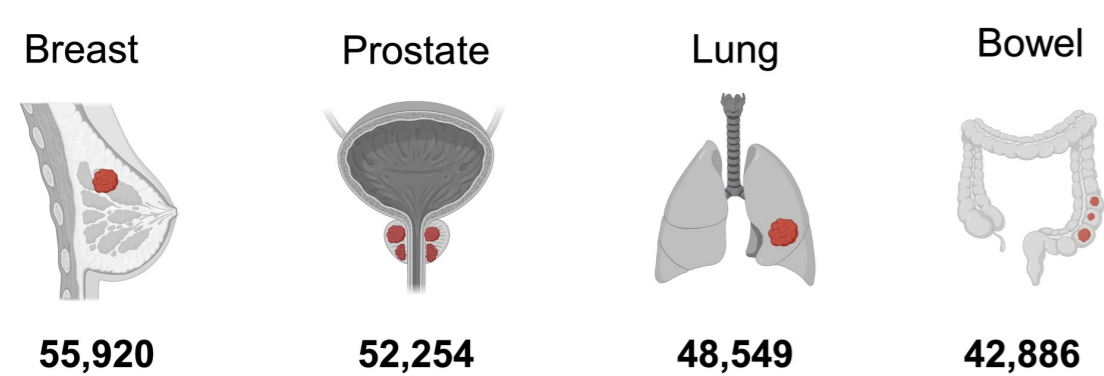 Breast
Prostate
Lung
Bowel
55,920
52,254
48,549
42,886